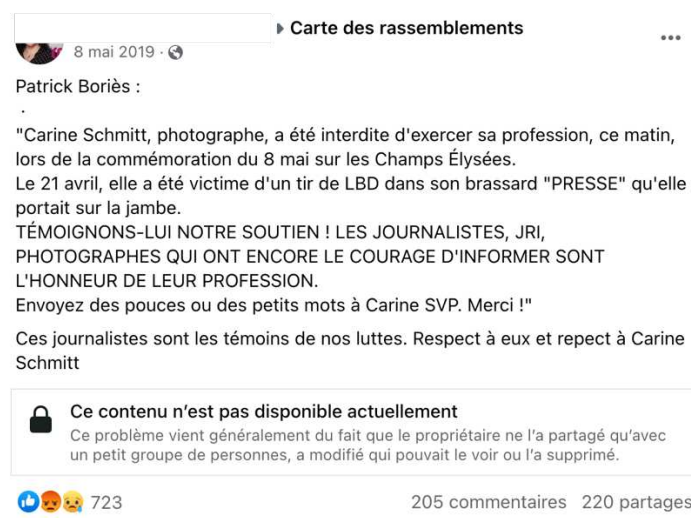 Carte des rassemblements
8 mai 2019 ·
Patrick Boriès :
.
"Carine Schmitt, photographe, a été interdite d'exercer sa profession, ce matin,
lors de la commémoration du 8 mai sur les Champs Élysées.
Le 21 avril, elle a été victime d'un tir de LBD dans son brassard "PRESSE" qu'elle
portait sur la jambe.
TÉMOIGNONS-LUI NOTRE SOUTIEN ! LES JOURNALISTES, JRI,
PHOTOGRAPHES QUI ONT ENCORE LE COURAGE D'INFORMER SONT
L'HONNEUR DE LEUR PROFESSION.
Envoyez des pouces ou des petits mots à Carine SVP. Merci !"
Ces journalistes sont les témoins de nos luttes. Respect à eux et repect à Carine
Schmitt
Ce contenu n'est pas disponible actuellement
Ce problème vient généralement du fait que le propriétaire ne l'a partagé qu'avec
un petit groupe de personnes, a modifié qui pouvait le voir ou l'a supprimé.
723 205 commentaires 220 partages